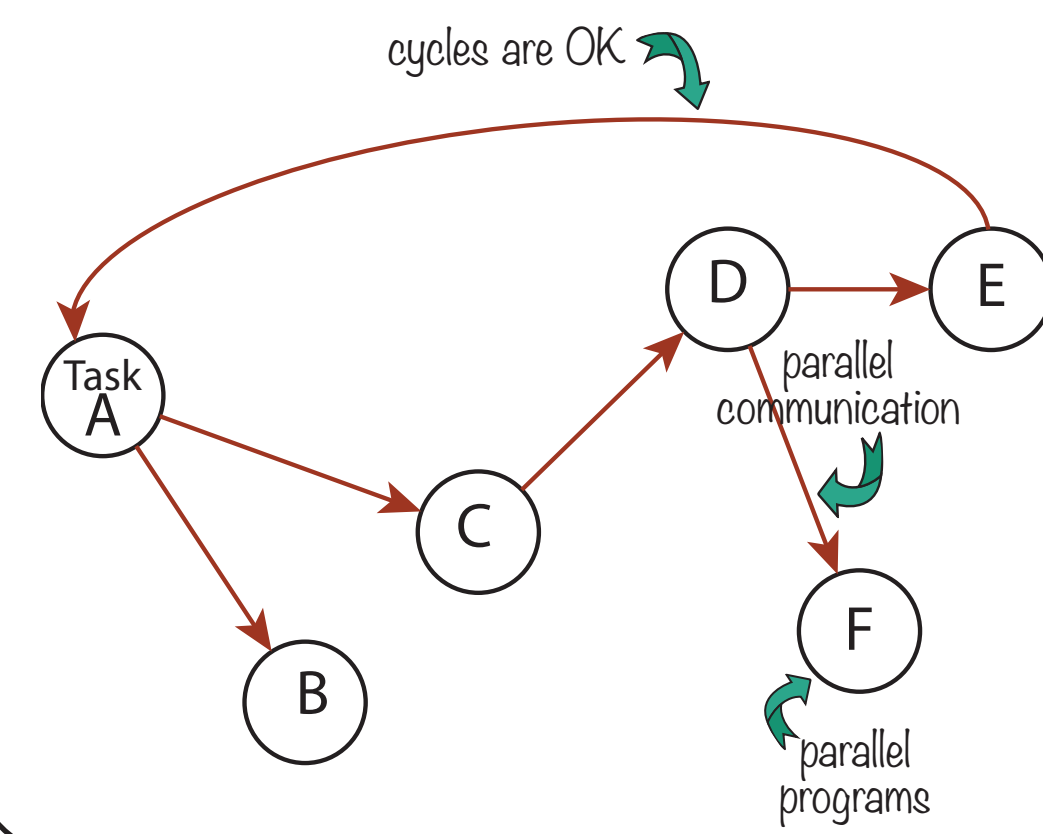 cycles are OK
D
E
Task
A
parallel
communication
C
F
B
parallel
programs